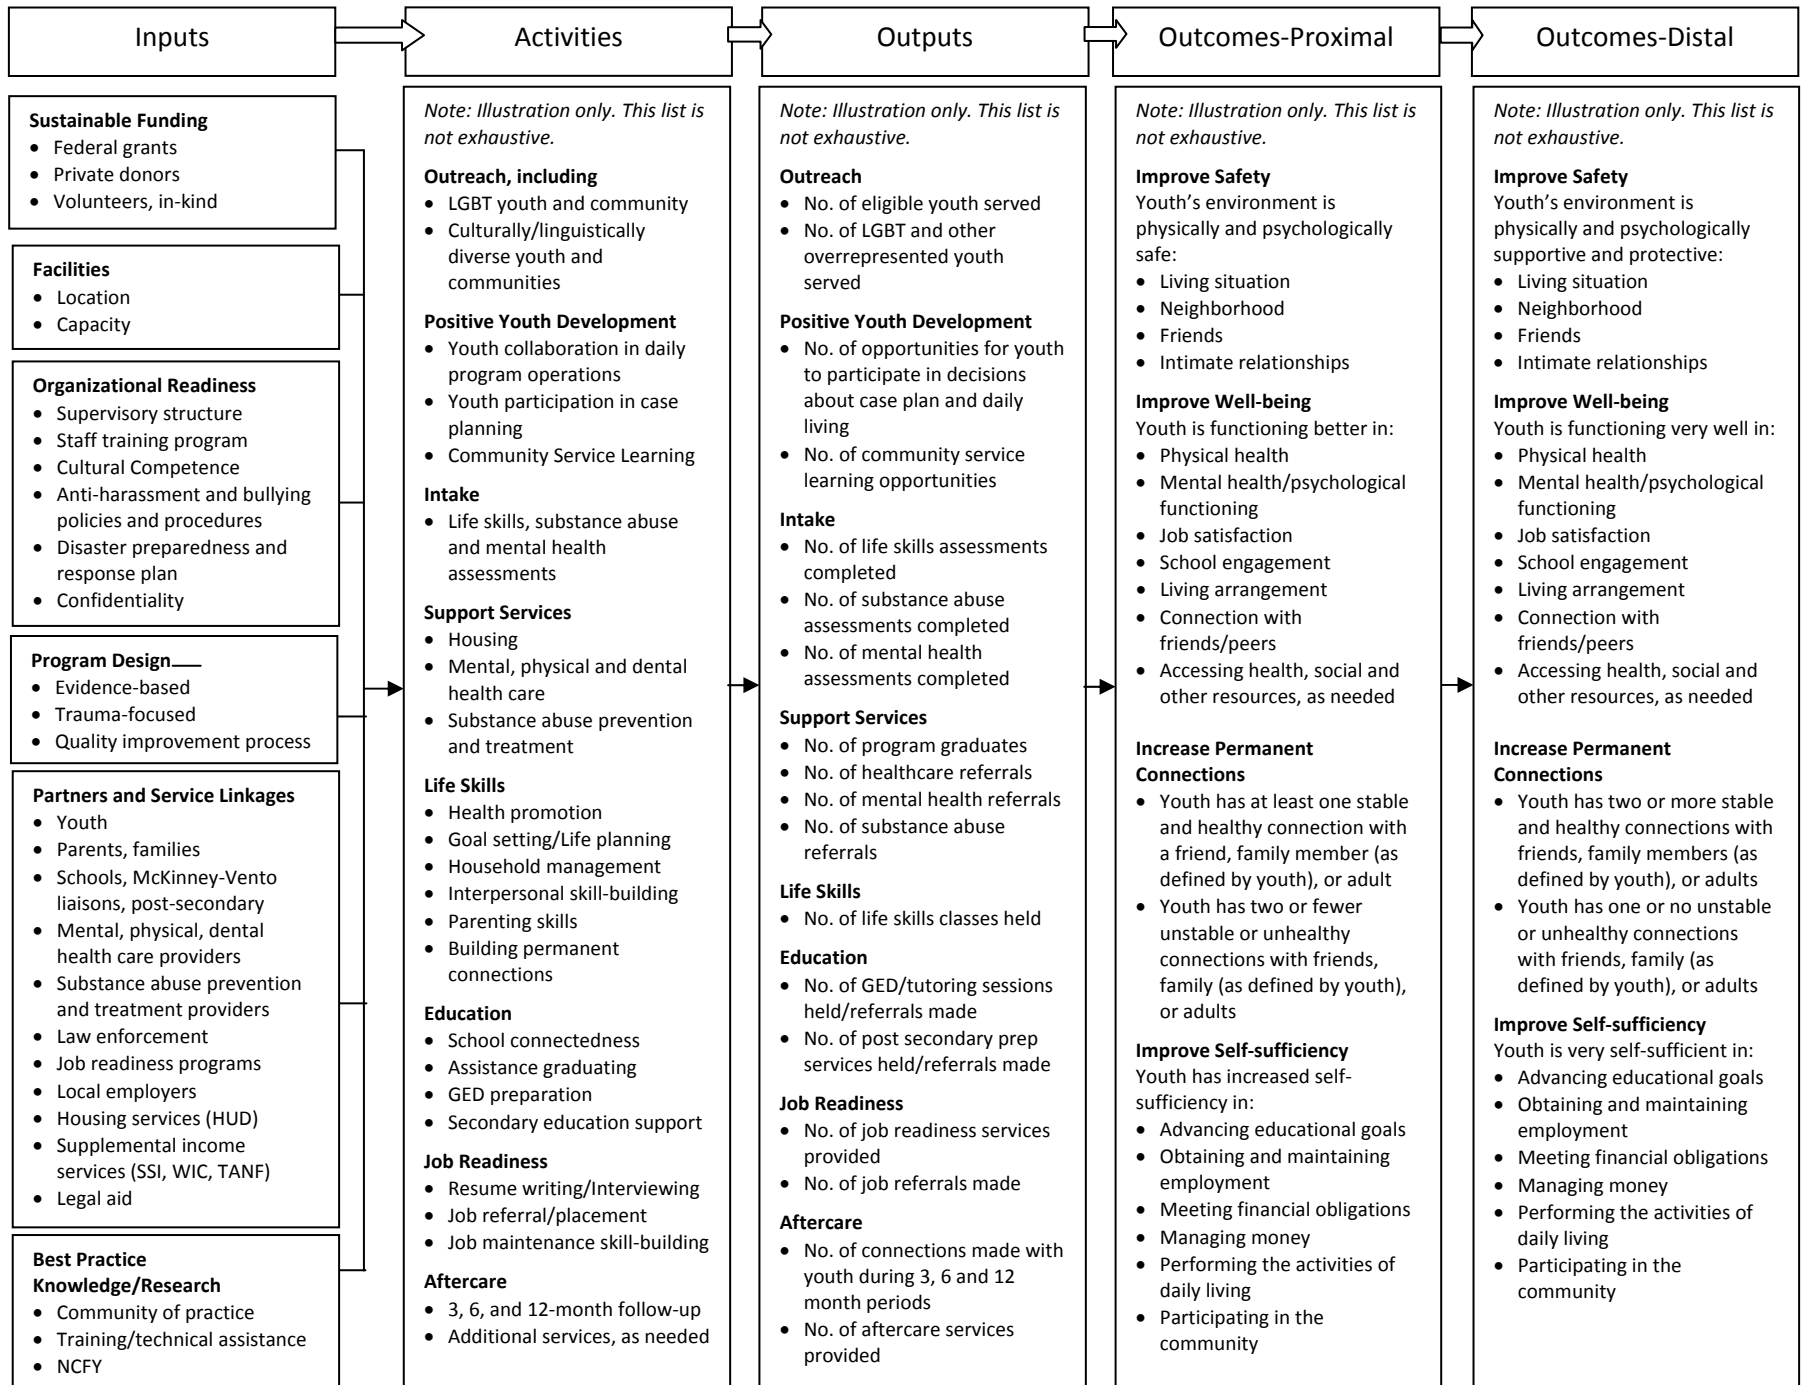 Inputs
Activities
Outputs
Outcomes-Proximal
Outcomes-Distal
Sustainable Funding
• Federal grants
• Private donors
• Volunteers, in-kind
Facilities
• Location
• Capacity
Organizational Readiness
• Supervisory structure
• Staff training program
• Cultural Competence
• Anti-harassment and bullying
policies and procedures
• Disaster preparedness and
response plan
• Confidentiality
Program Design
• Evidence-based
• Trauma-focused
• Quality improvement process
Partners and Service Linkages
• Youth
• Parents, families
• Schools, McKinney-Vento
liaisons, post-secondary
• Mental, physical, dental
health care providers
• Substance abuse prevention
and treatment providers
• Law enforcement
• Job readiness programs
• Local employers
• Housing services (HUD)
• Supplemental income
services (SSI, WIC, TANF)
• Legal aid
Best Practice
Knowledge/Research
• Community of practice
• Training/technical assistance
• NCFY
Note: Illustration only. This list is
not exhaustive.
Outreach, including
• LGBT youth and community
• Culturally/linguistically
diverse youth and
communities
Positive Youth Development
• Youth collaboration in daily
program operations
• Youth participation in case
planning
• Community Service Learning
Intake
• Life skills, substance abuse
and mental health
assessments
Support Services
• Housing
• Mental, physical and dental
health care
• Substance abuse prevention
and treatment
Life Skills
• Health promotion
• Goal setting/Life planning
• Household management
• Interpersonal skill-building
• Parenting skills
• Building permanent
connections
Education
• School connectedness
• Assistance graduating
• GED preparation
• Secondary education support
Job Readiness
• Resume writing/Interviewing
• Job referral/placement
• Job maintenance skill-building
Aftercare
• 3, 6, and 12-month follow-up
• Additional services, as needed
Note: Illustration only. This list is
not exhaustive.
Outreach
• No. of eligible youth served
• No. of LGBT and other
overrepresented youth
served
Positive Youth Development
• No. of opportunities for youth
to participate in decisions
about case plan and daily
living
• No. of community service
learning opportunities
Intake
• No. of life skills assessments
completed
• No. of substance abuse
assessments completed
• No. of mental health
assessments completed
Support Services
• No. of program graduates
• No. of healthcare referrals
• No. of mental health referrals
• No. of substance abuse
referrals
Life Skills
• No. of life skills classes held
Education
• No. of GED/tutoring sessions
held/referrals made
• No. of post secondary prep
services held/referrals made
Job Readiness
• No. of job readiness services
provided
• No. of job referrals made
Aftercare
• No. of connections made with
youth during 3, 6 and 12
month periods
• No. of aftercare services
provided
Note: Illustration only. This list is
not exhaustive.
Improve Safety
Youth's environment is
physically and psychologically
safe:
• Living situation
• Neighborhood
• Friends
• Intimate relationships
Improve Well-being
Youth is functioning better in:
• Physical health
• Mental health/psychological
functioning
• Job satisfaction
• School engagement
• Living arrangement
• Connection with
friends/peers
• Accessing health, social and
other resources, as needed
Increase Permanent
Connections
• Youth has at least one stable
and healthy connection with
a friend, family member (as
defined by youth), or adult
• Youth has two or fewer
unstable or unhealthy
connections with friends,
family (as defined by youth),
or adults
Improve Self-sufficiency
Youth has increased self-
sufficiency in:
• Advancing educational goals
• Obtaining and maintaining
employment
• Meeting financial obligations
• Managing money
• Performing the activities of
daily living
• Participating in the
community
Note: Illustration only. This list is
not exhaustive.
Improve Safety
Youth's environment is
physically and psychologically
supportive and protective:
• Living situation
• Neighborhood
• Friends
• Intimate relationships
Improve Well-being
Youth is functioning very well in:
• Physical health
• Mental health/psychological
functioning
• Job satisfaction
• School engagement
• Living arrangement
• Connection with
friends/peers
• Accessing health, social and
other resources, as needed
Increase Permanent
Connections
• Youth has two or more stable
and healthy connections with
friends, family members (as
defined by youth), or adults
• Youth has one or no unstable
or unhealthy connections
with friends, family (as
defined by youth), or adults
Improve Self-sufficiency
Youth is very self-sufficient in:
• Advancing educational goals
• Obtaining and maintaining
employment
• Meeting financial obligations
• Managing money
• Performing the activities of
daily living
• Participating in the
community